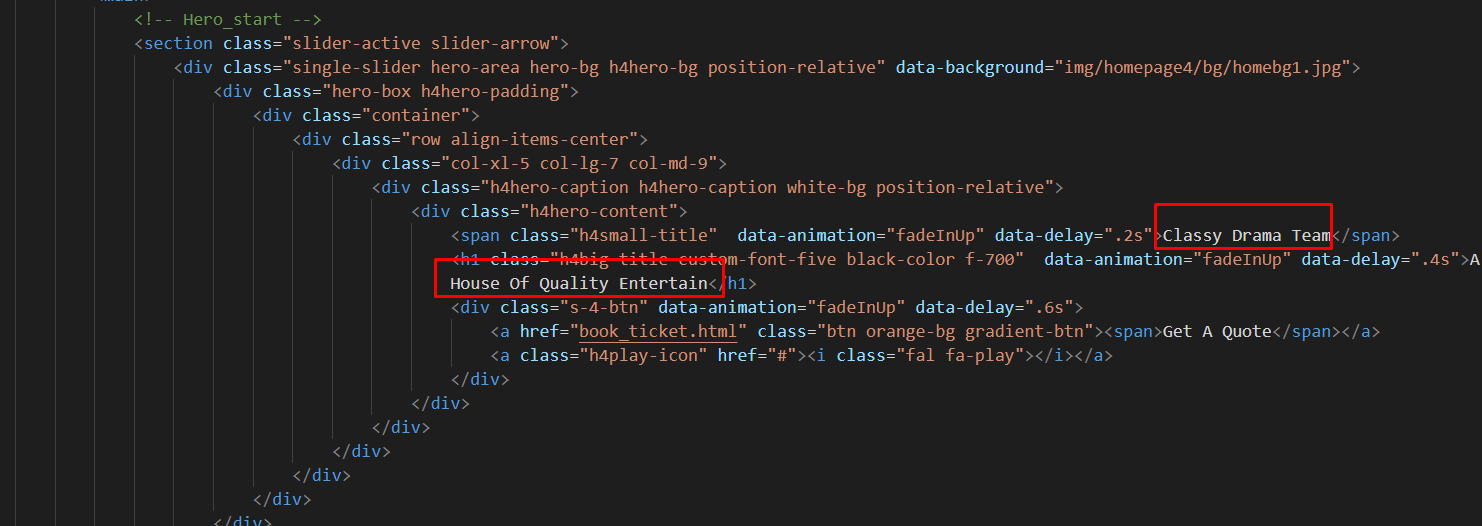 <!-- Hero_start -->
<section class="slider-active slider-arrow">
<div class="single-slider hero-area hero-bg h4hero-bg position-relative" data-background="img/homepage4/bg/homebg1.jpg">
<div class="hero-box h4hero-padding">
<div class="container">
<div class="row align-items-center">
<div class="col-xl-5 col-lg-7 col-md-9">
<div class="h4hero-caption h4hero-caption white-bg position-relative">
<div class="h4hero-content">
<span class="h4small-title"  data-animation="fadeInUp" data-delay=".2s">Classy Drama Team</span>
<h1 class="h4big-title custom-font-five black-color f-700"  data-animation="fadeInUp" data-delay=".4s">A
House Of Quality Entertain</h1>
<div class="s-4-btn" data-animation="fadeInUp" data-delay=".6s">
<a href="book_ticket.html" class="btn orange-bg gradient-btn"><span>Get A Quote</span></a>
<a class="h4play-icon" href="#"><i class="fal fa-play"></i></a>
</div>
</div>
</div>
</div>
</div>
</div>
</div>